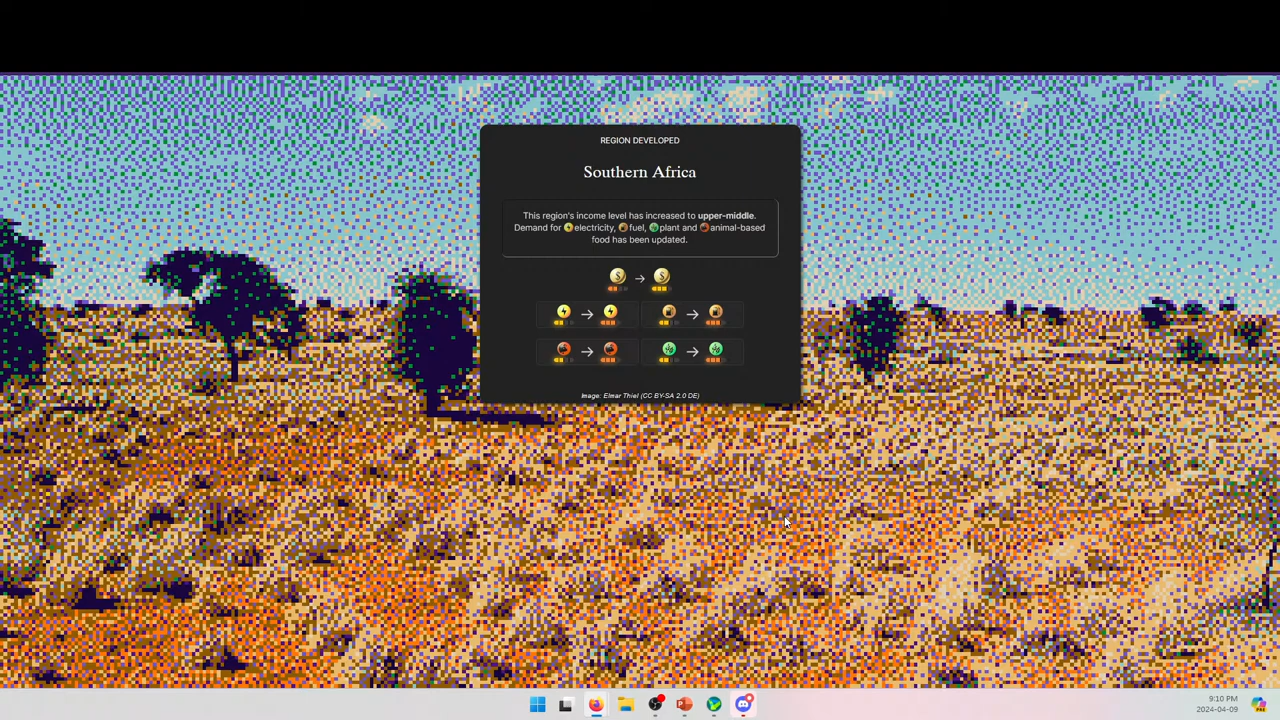 REGION DEVELOPED
Southern Africa
This region's income level has increased to upper-middle.
Demand for electricity, fuel, plant and animal-based
food has been updated.
Image: Elmar Thiel (CC BY-SA 2.0 DE)
9:10 PM
2024-04-09